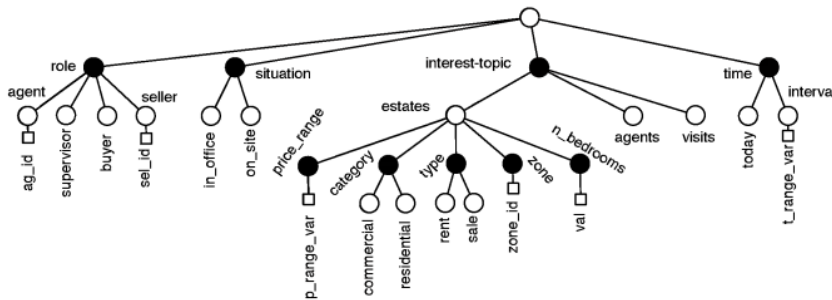 role
situation
interest-topic
time
agent
seller
estates
interva
ag_id
supervisor
buyer
sel_id
in_office
on_site
price_range
category
type
zone
n_bedrooms
agents
visits
today
t_range_var
p_range_var
commercial
residential
rent
sale
zone_id
val